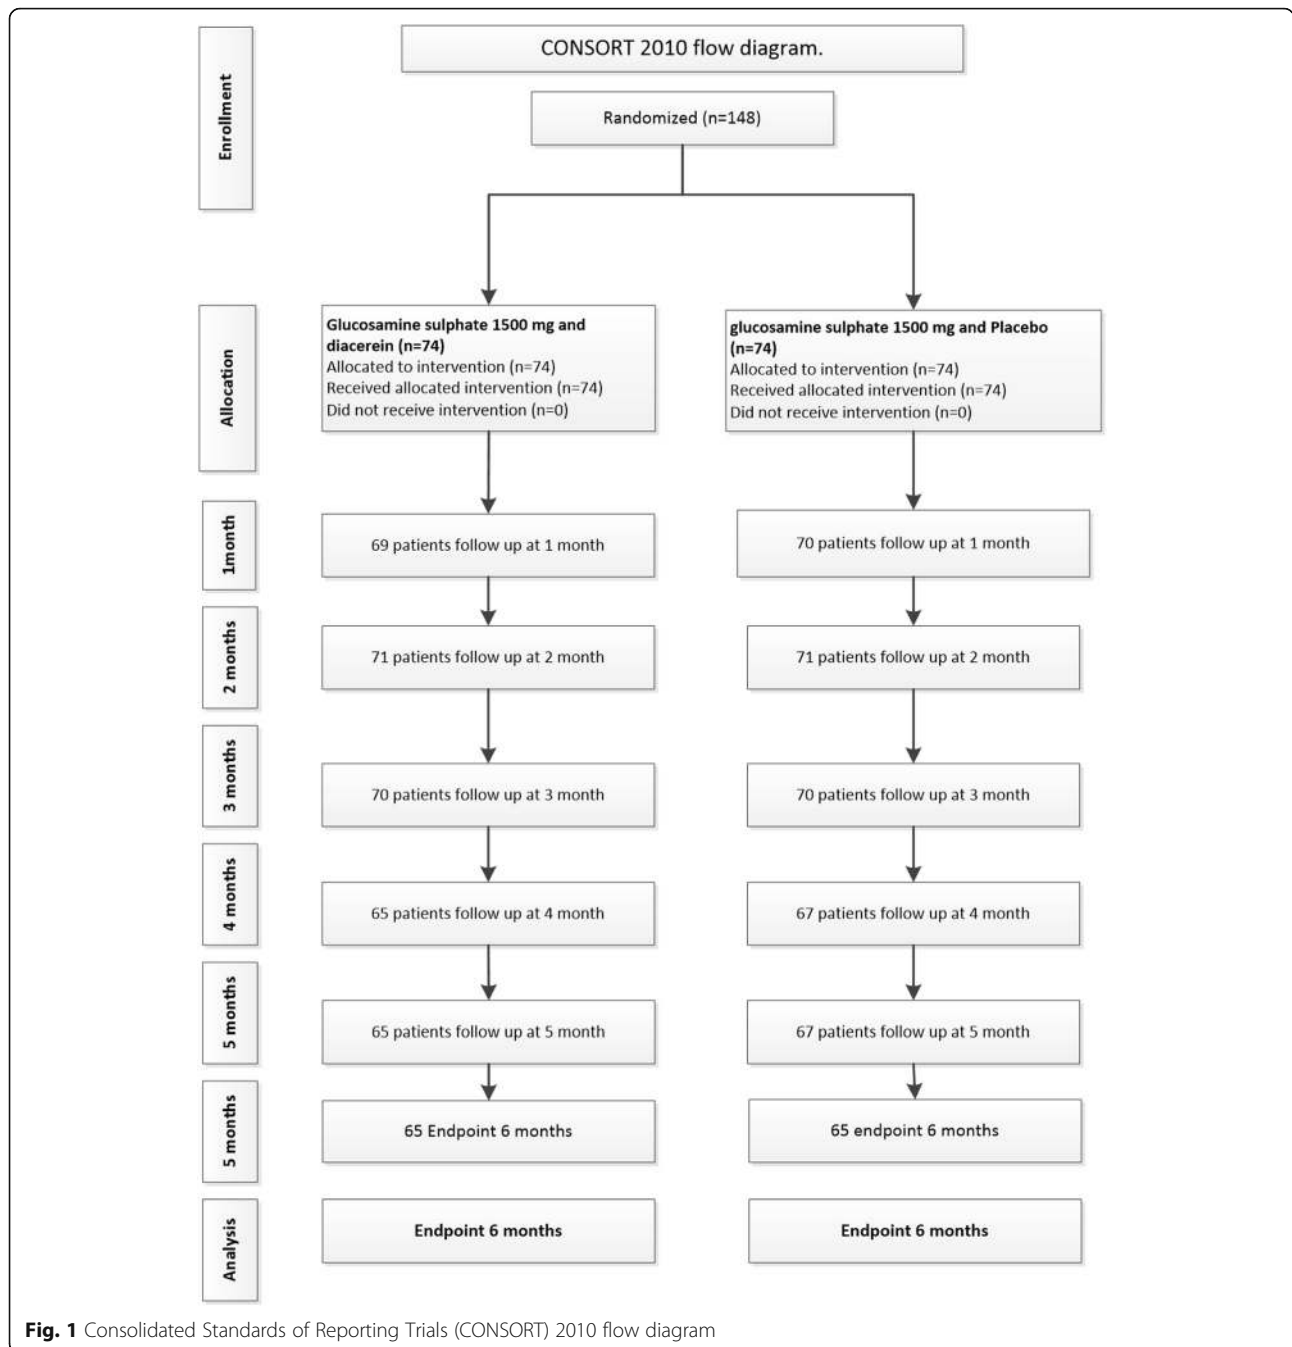 Enrollment
CONSORT 2010 flow diagram.
Randomized (n=148)
Allocation
Glucosamine sulphate 1500 mg and
diacerein (n=74)
Allocated to intervention (n=74)
Received allocated intervention (n=74)
Did not receive intervention (n=0)
glucosamine sulphate 1500 mg and Placebo
(n=74)
Allocated to intervention (n=74)
Received allocated intervention (n=74)
Did not receive intervention (n=0)
1month
69 patients follow up at 1 month
70 patients follow up at 1 month
2 months
71 patients follow up at 2 month
71 patients follow up at 2 month
3 months
70 patients follow up at 3 month
70 patients follow up at 3 month
4 months
65 patients follow up at 4 month
67 patients follow up at 4 month
5 months
65 patients follow up at 5 month
67 patients follow up at 5 month
5 months
65 Endpoint 6 months
65 endpoint 6 months
Analysis
Endpoint 6 months
Endpoint 6 months
Fig. 1 Consolidated Standards of Reporting Trials (CONSORT) 2010 flow diagram